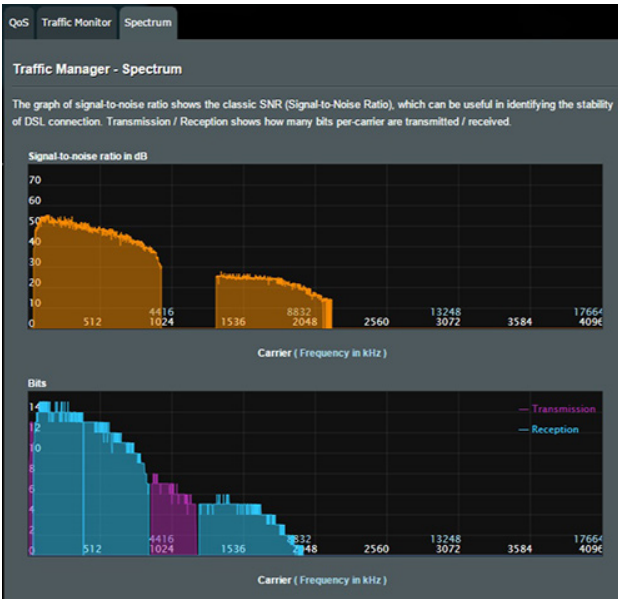 QoS Traffic Monitor Spectrum
Traffic Manager - Spectrum
The graph of signal-to-noise ratio shows the classic SNR (Signal-to-Noise Ratio), which can be useful in identifying the stability
of DSL connection. Transmission / Reception shows how many bits per-carrier are transmitted / received.
Signal-to-noise ratio in dB
70
60
50
40
30
20
10
4416 8832 13248 17664
0 512 1024 1536 2048 2560 3072 3584 4096
Carrier ( Frequency in kHz )
Bits
14
— Transmission
12
— Reception
10
8
6
4
2
4416 8832 13248 17664
0 512 1024 1536 2048 2560 3072 3584 4096
Carrier ( Frequency in kHz )